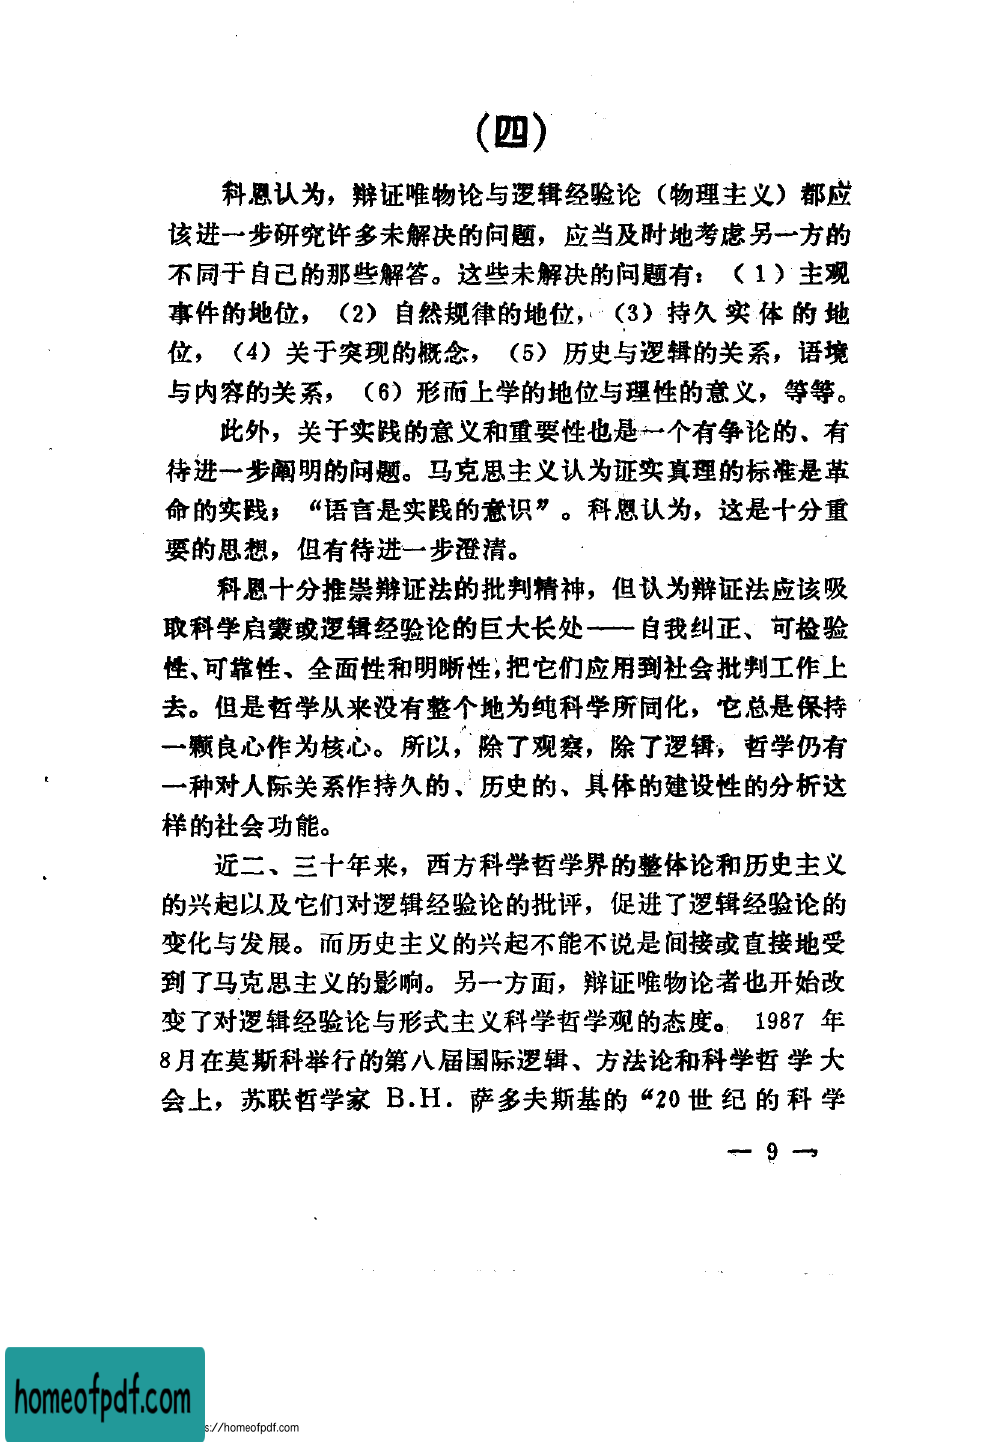 (四)
科恩认为，辩证唯物论与逻辑经验论（物理主义）都应
该进一步研究许多未解决的问题，应当及时地考虑另一方的
不同于自己的那些解答。这些未解决的问题有：（1）主观
事件的地位，（2）自然规律的地位，（3）持久实体的地
位，（4）关于突现的概念，（5）历史与逻辑的关系，语境
与内容的关系，（6）形而上学的地位与理性的意义，等等。
此外，关于实践的意义和重要性也是一个有争论的、有
待进一步阐明的问题。马克思主义认为证实真理的标准是革
命的实践；“语言是实践的意识”。科恩认为，这是十分重
要的思想，但有待进一步澄清。
科恩十分推崇辩证法的批判精神，但认为辩证法应该吸
取科学启蒙或逻辑经验论的巨大长处——自我纠正、可检验
性、可靠性、全面性和明晰性，把它们应用到社会批判工作上
去。但是哲学从来没有整个地为纯科学所同化，它总是保持
一颗良心作为核心。所以，除了观察，除了逻辑，哲学仍有
一种对人际关系作持久的、历史的、具体的建设性的分析这
样的社会功能。
近二、三十年来，西方科学哲学界的整体论和历史主义
的兴起以及它们对逻辑经验论的批评，促进了逻辑经验论的
变化与发展。而历史主义的兴起不能不说是间接或直接地受
到了马克思主义的影响。另一方面，辩证唯物论者也开始改
变了对逻辑经验论与形式主义科学哲学观的态度。1987 年
8月在莫斯科举行的第八届国际逻辑、方法论和科学哲学大
会上，苏联哲学家 B.H. 萨多夫斯基的“20世纪的科学
— 9 —
homeofpdf.com
s://homeofpdf.com